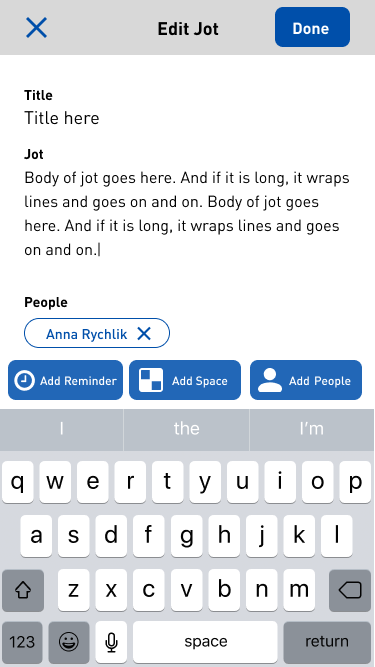 Edit Jot
Done
Title
Title here
Jot
Body of jot goes here. And if it is long, it wraps
lines and goes on and on. Body of jot goes
here. And if it is long, it wraps lines and goes
on and on.
People
Anna Rychlik
Add Reminder
Add Space
Add People
I
the
I'm
q w e r t y u i o p
a s d f g h j k l
z x c v b n m
123
space
return